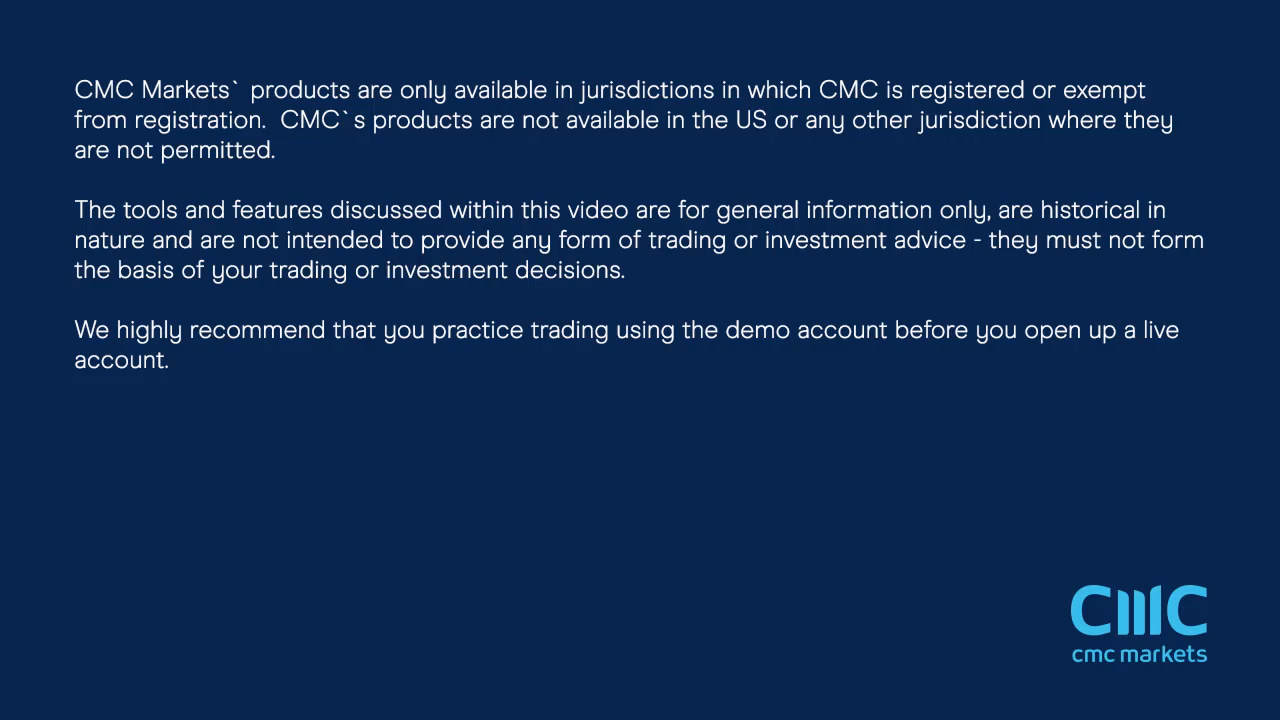 CMC Markets` products are only available in jurisdictions in which CMC is registered or exempt
from registration.  CMC`s products are not available in the US or any other jurisdiction where they
are not permitted.
The tools and features discussed within this video are for general information only, are historical in
nature and are not intended to provide any form of trading or investment advice - they must not form
the basis of your trading or investment decisions.
We highly recommend that you practice trading using the demo account before you open up a live
account.
CMC
cmc markets